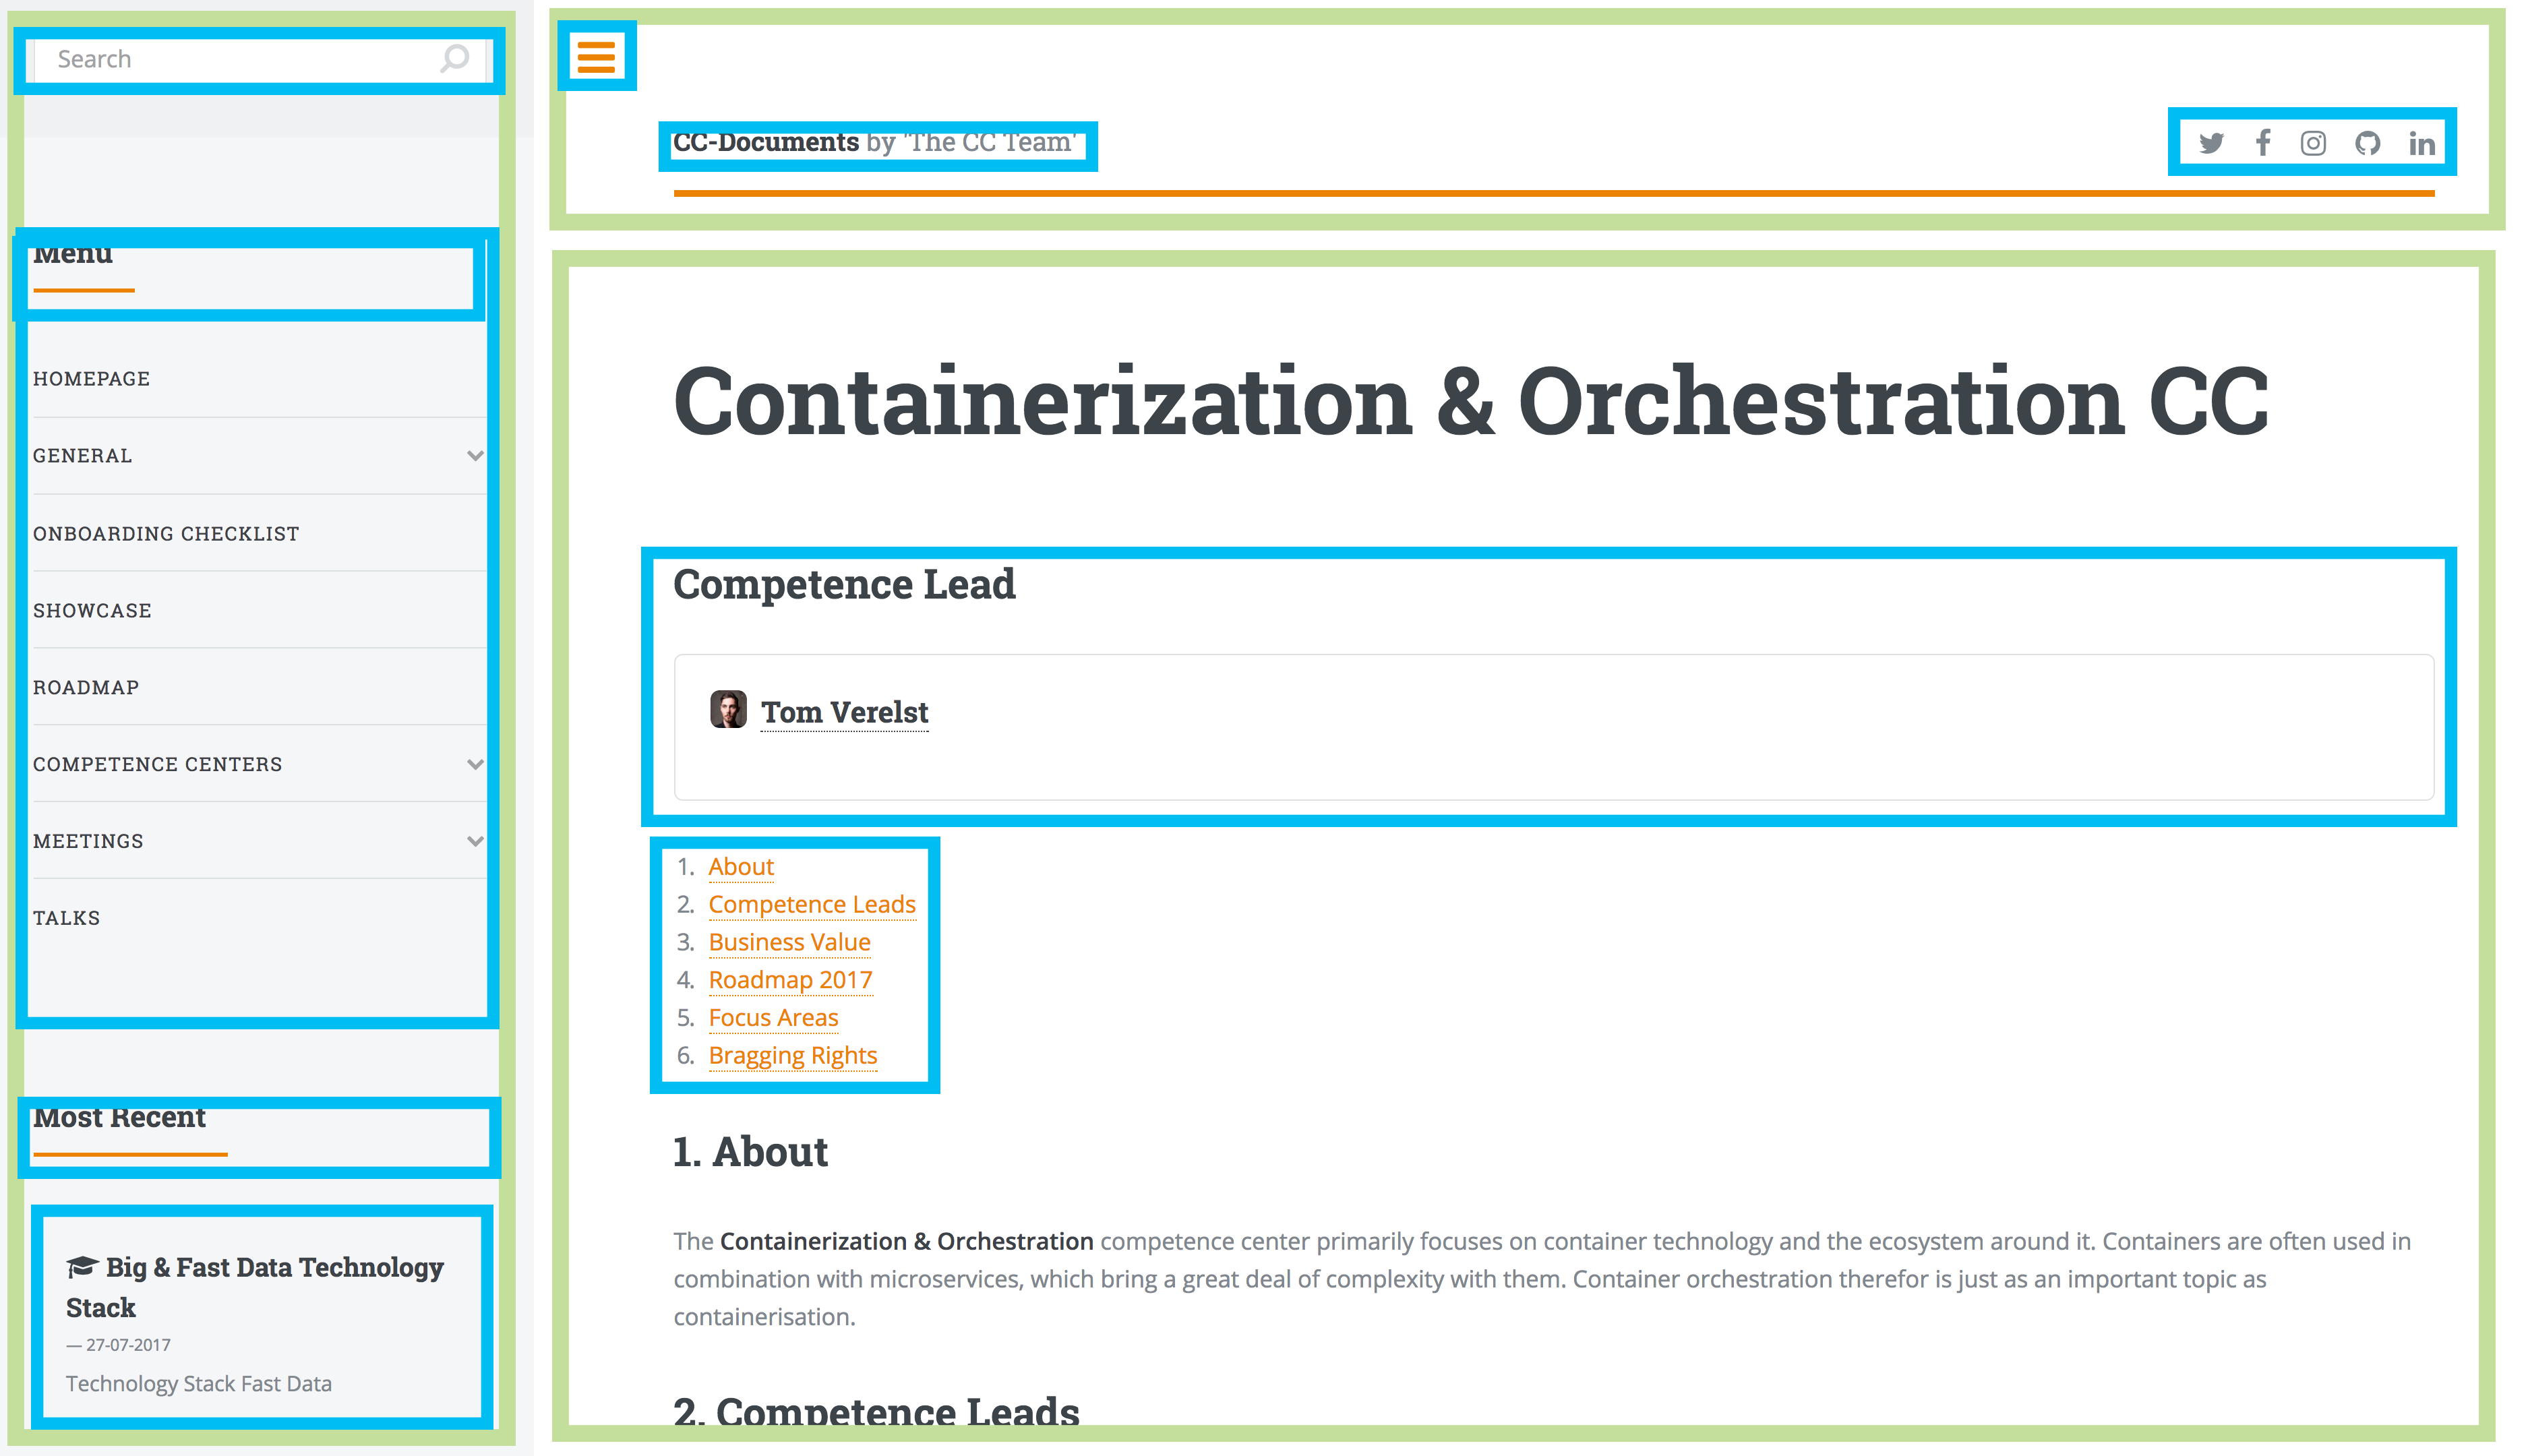 Search
Menu
HOMEPAGE
GENERAL
ONBOARDING CHECKLIST
SHOWCASE
ROADMAP
COMPETENCE CENTERS
MEETINGS
TALKS
Most Recent
Big & Fast Data Technology
Stack
— 27-07-2017
Technology Stack Fast Data
CC-Documents by 'The CC Team'
Containerization & Orchestration CC
Competence Lead
Tom Verelst
1. About
2. Competence Leads
3. Business Value
4. Roadmap 2017
5. Focus Areas
6. Bragging Rights
1. About
The Containerization & Orchestration competence center primarily focuses on container technology and the ecosystem around it. Containers are often used in
combination with microservices, which bring a great deal of complexity with them. Container orchestration therefor is just as an important topic as
containerisation.
2. Competence Leads